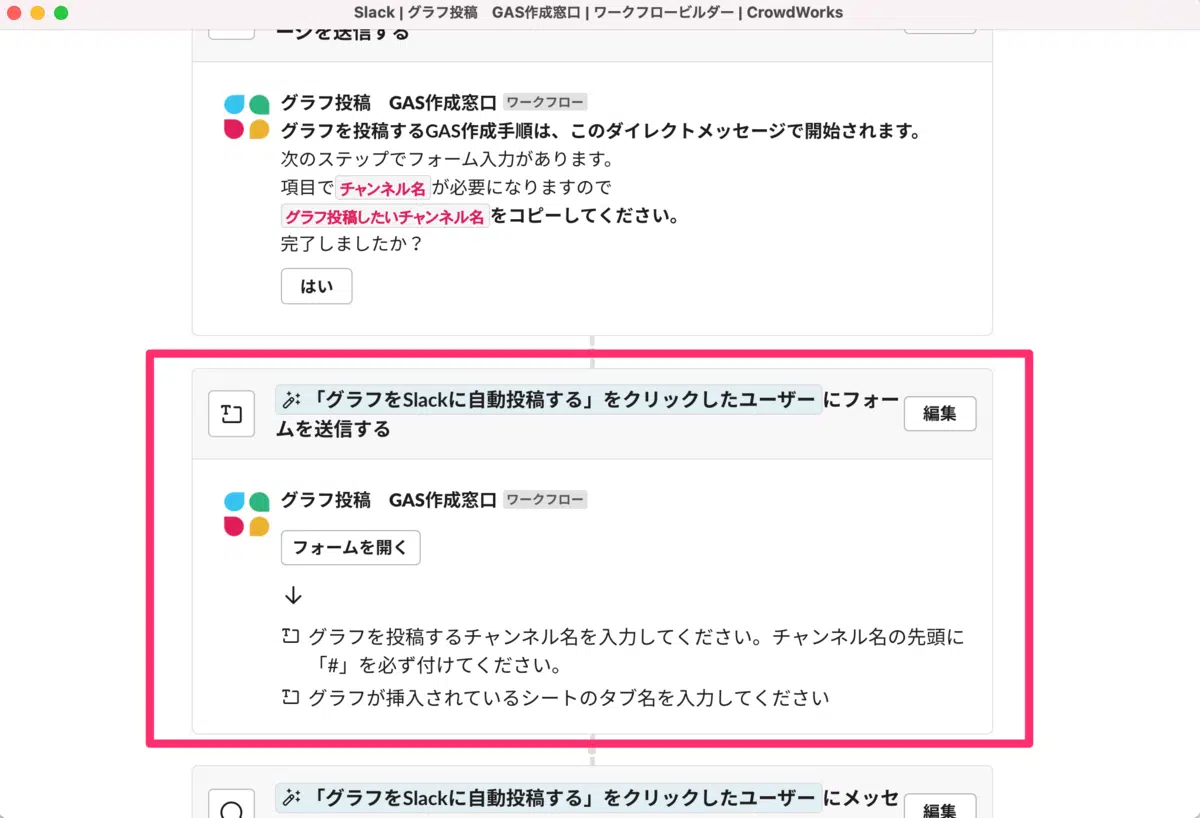 Slack | グラフ投稿　GAS作成窓口 | ワークフロービルダー | CrowdWorks
ージを送信する
グラフ投稿　GAS作成窓口 ワークフロー
グラフを投稿するGAS作成手順は、このダイレクトメッセージで開始されます。
次のステップでフォーム入力があります。
項目でチャンネル名が必要になりますので
グラフ投稿したいチャンネル名をコピーしてください。
完了しましたか？
はい
「グラフをSlackに自動投稿する」をクリックしたユーザー にフォー
ムを送信する
編集
グラフ投稿　GAS作成窓口 ワークフロー
フォームを開く
グラフを投稿するチャンネル名を入力してください。チャンネル名の先頭に
「#」を必ず付けてください。
グラフが挿入されているシートのタブ名を入力してください
「グラフをSlackに自動投稿する」をクリックしたユーザー にメッセ
編集